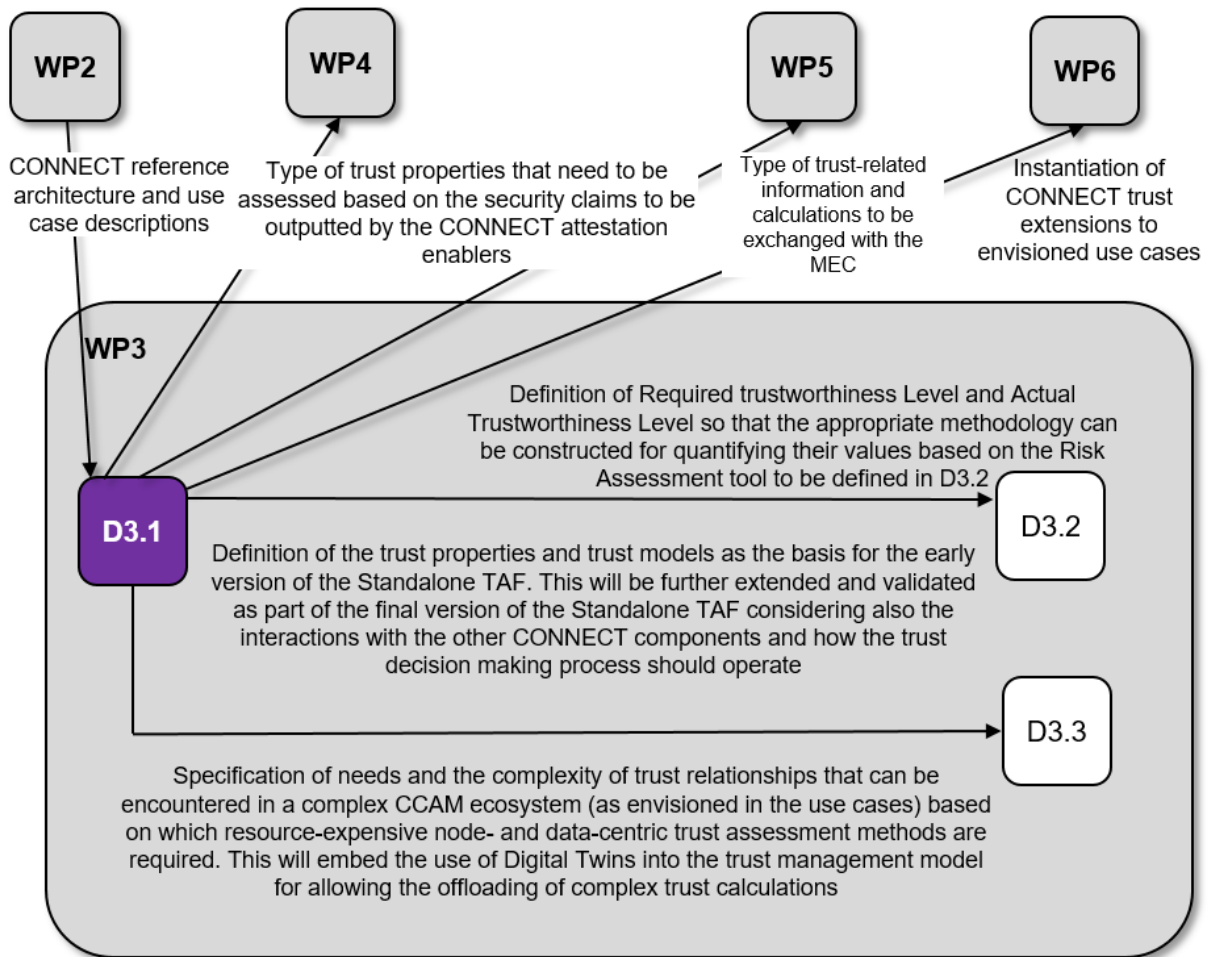 WP2
WP4
WP5
WP6
CONNECT reference
architecture and use
case descriptions
Type of trust properties that need to be
assessed based on the security claims to be
outputted by the CONNECT attestation
enablers
Type of trust-related
information and
calculations to be
exchanged with the
MEC
Instantiation of
CONNECT trust
extensions to
envisioned use cases
WP3
Definition of Required trustworthiness Level and Actual
Trustworthiness Level so that the appropriate methodology can
be constructed for quantifying their values based on the Risk
Assessment tool to be defined in D3.2
D3.1
D3.2
Definition of the trust properties and trust models as the basis for the early
version of the Standalone TAF. This will be further extended and validated
as part of the final version of the Standalone TAF considering also the
interactions with the other CONNECT components and how the trust
decision making process should operate
D3.3
Specification of needs and the complexity of trust relationships that can be
encountered in a complex CCAM ecosystem (as envisioned in the use cases) based
on which resource-expensive node- and data-centric trust assessment methods are
required. This will embed the use of Digital Twins into the trust management model
for allowing the offloading of complex trust calculations